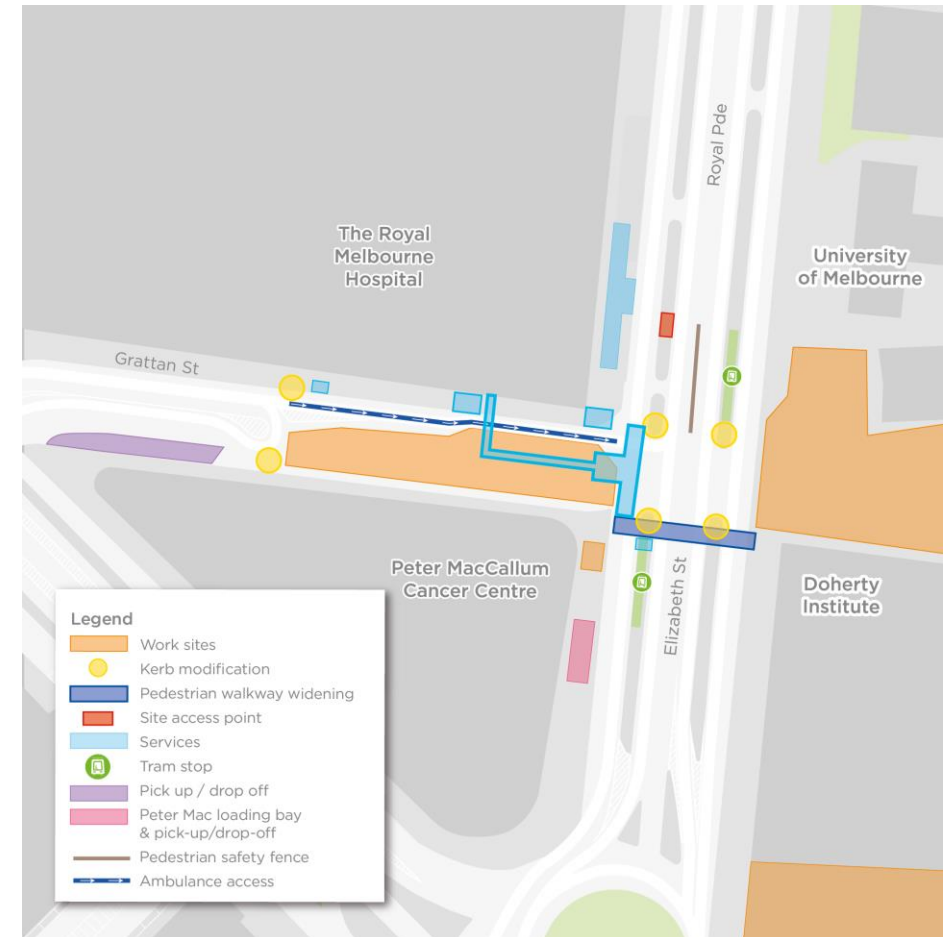 Royal Pde
The Royal
Melbourne
Hospital
University
of Melbourne
Grattan St
Peter MacCallum
Cancer Centre
Elizabeth St
Doherty
Institute
Legend
Work sites
Kerb modification
Pedestrian walkway widening
Site access point
Services
Tram stop
Pick up / drop off
Peter Mac loading bay
& pick-up/drop-off
Pedestrian safety fence
Ambulance access